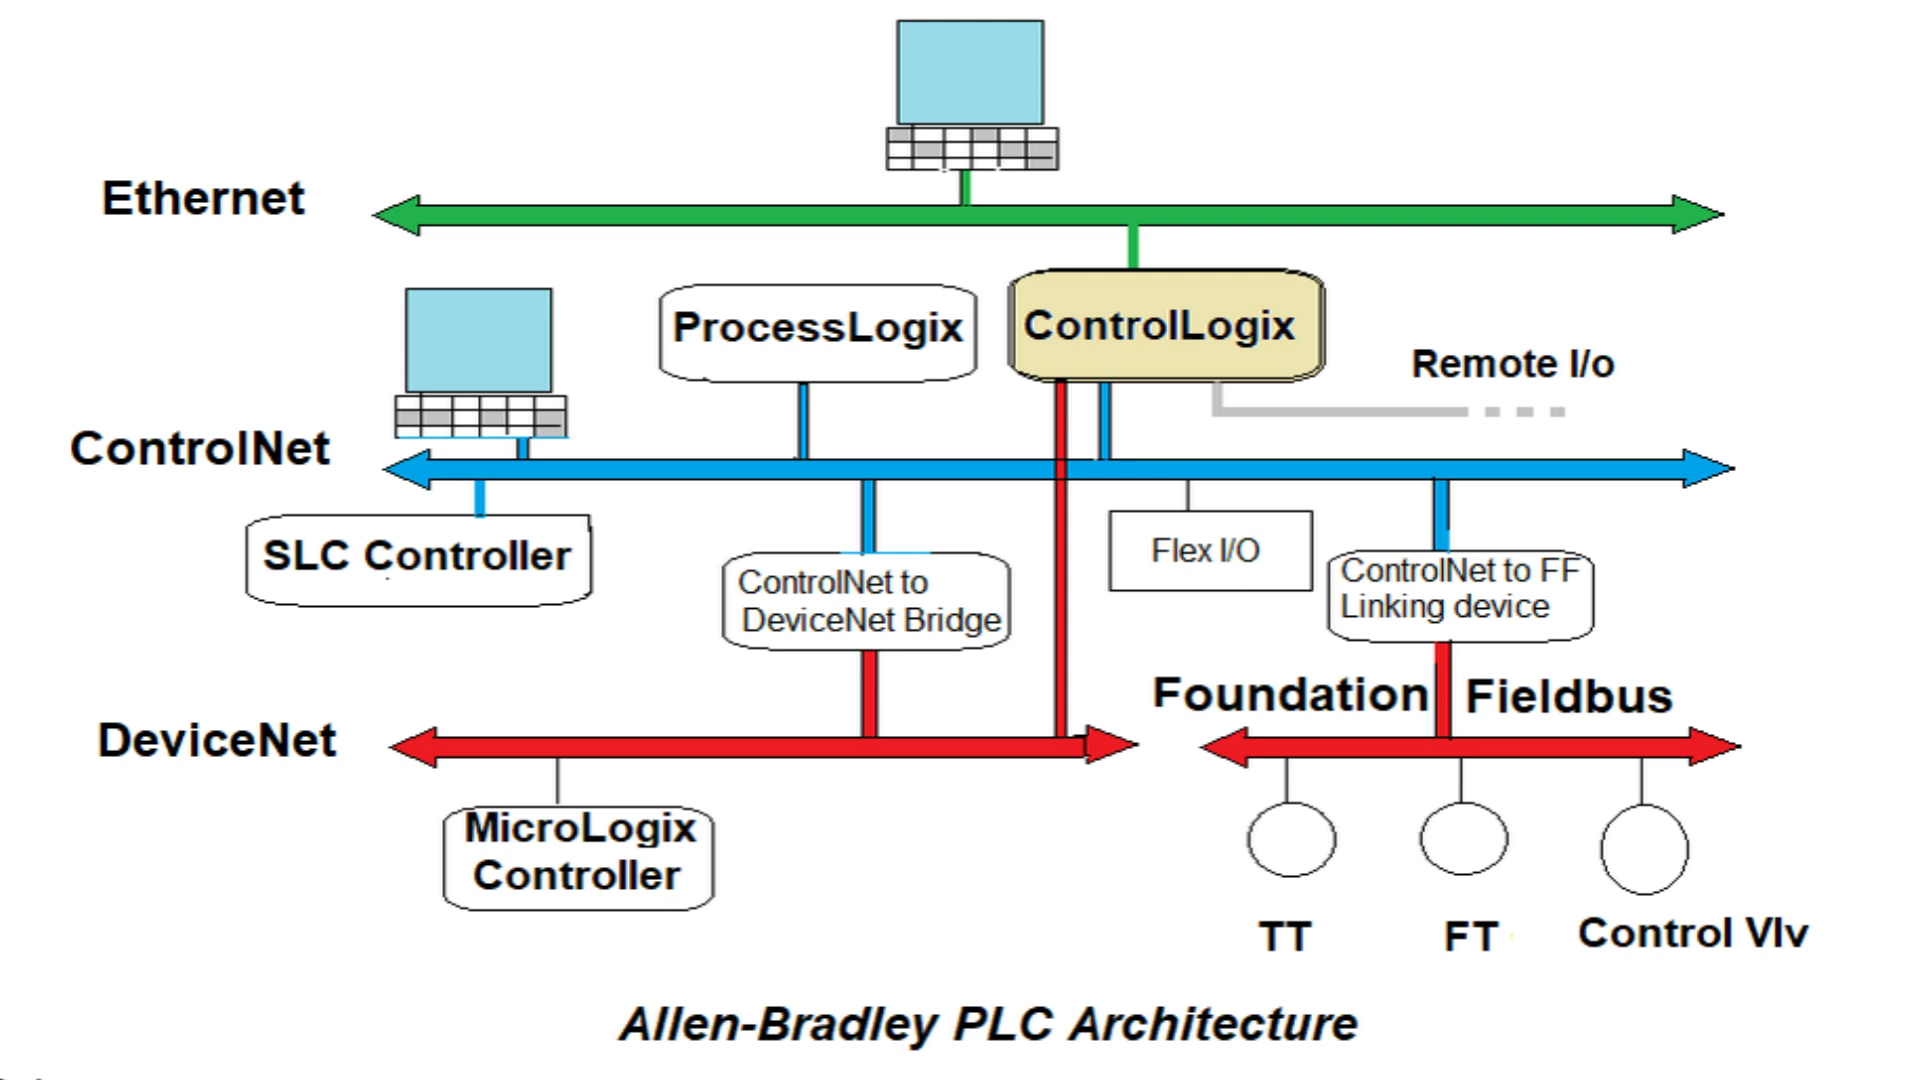 Ethernet
ProcessLogix
ControlLogix
Remote I/o
ControlNet
SLC Controller
ControlNet to
DeviceNet Bridge
Flex I/O
ControlNet to FF
Linking device
Foundation Fieldbus
DeviceNet
MicroLogix
Controller
TT
FT
Control Vlv
Allen-Bradley PLC Architecture